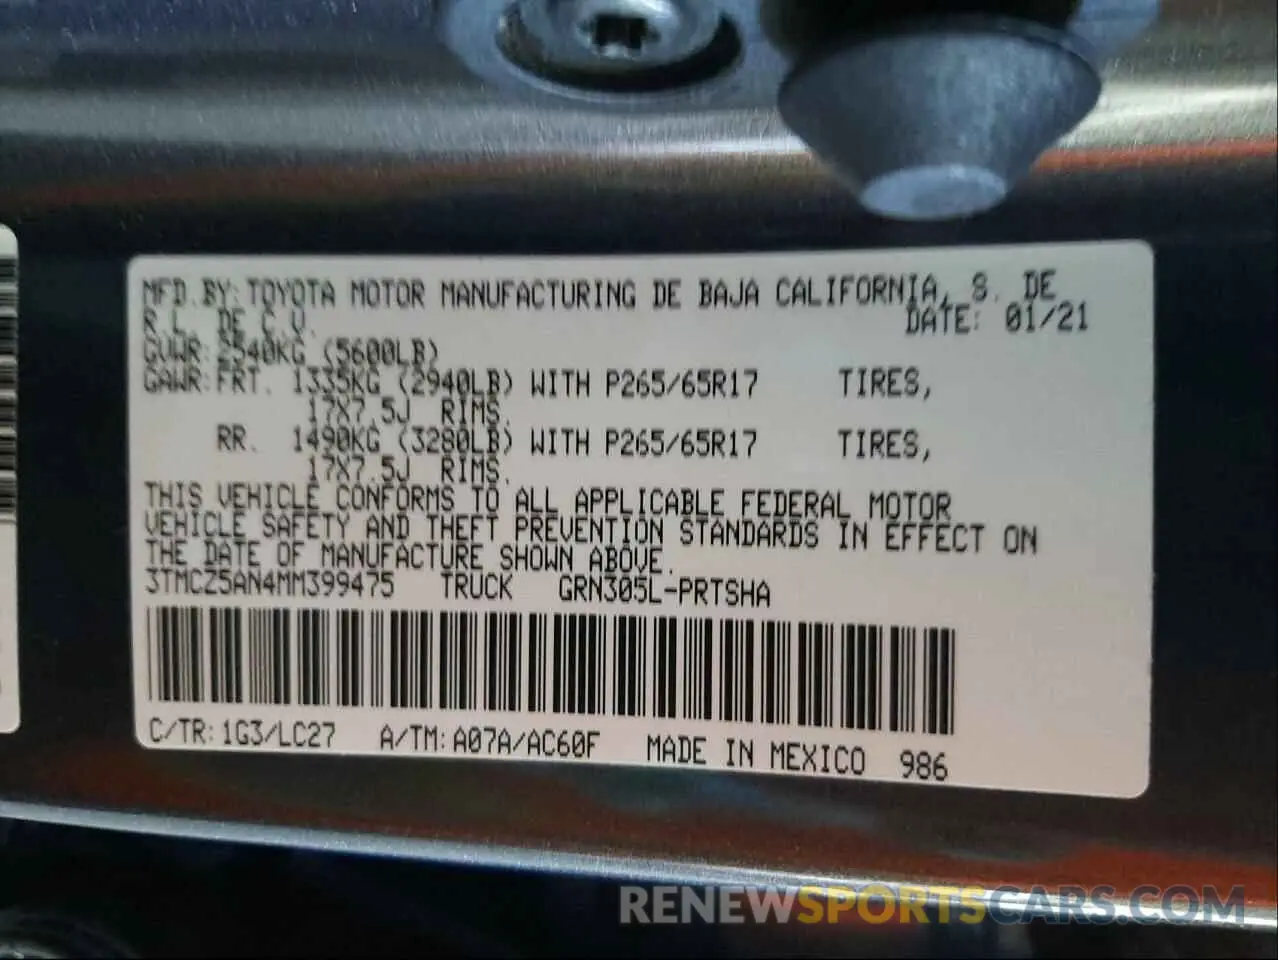 MFD.BY:TOYOTA MOTOR MANUFACTURING DE BAJA CALIFORNIA, S. DE
R.L. DE C.V. DATE: 01/21
GVWR:2540KG (5600LB)
GAWR:FRT. 1335KG (2940LB) WITH P265/65R17 TIRES,
17X7.5J RIMS.
RR. 1490KG (3280LB) WITH P265/65R17 TIRES,
17X7.5J RIMS.
THIS VEHICLE CONFORMS TO ALL APPLICABLE FEDERAL MOTOR
VEHICLE SAFETY AND THEFT PREVENTION STANDARDS IN EFFECT ON
THE DATE OF MANUFACTURE SHOWN ABOVE.
3TMCZ5AN4MM399475 TRUCK GRN305L-PRTSHA
C/TR:1G3/LC27 A/TM:A07A/AC60F MADE IN MEXICO 986
RENEWSPORTSCARS.COM